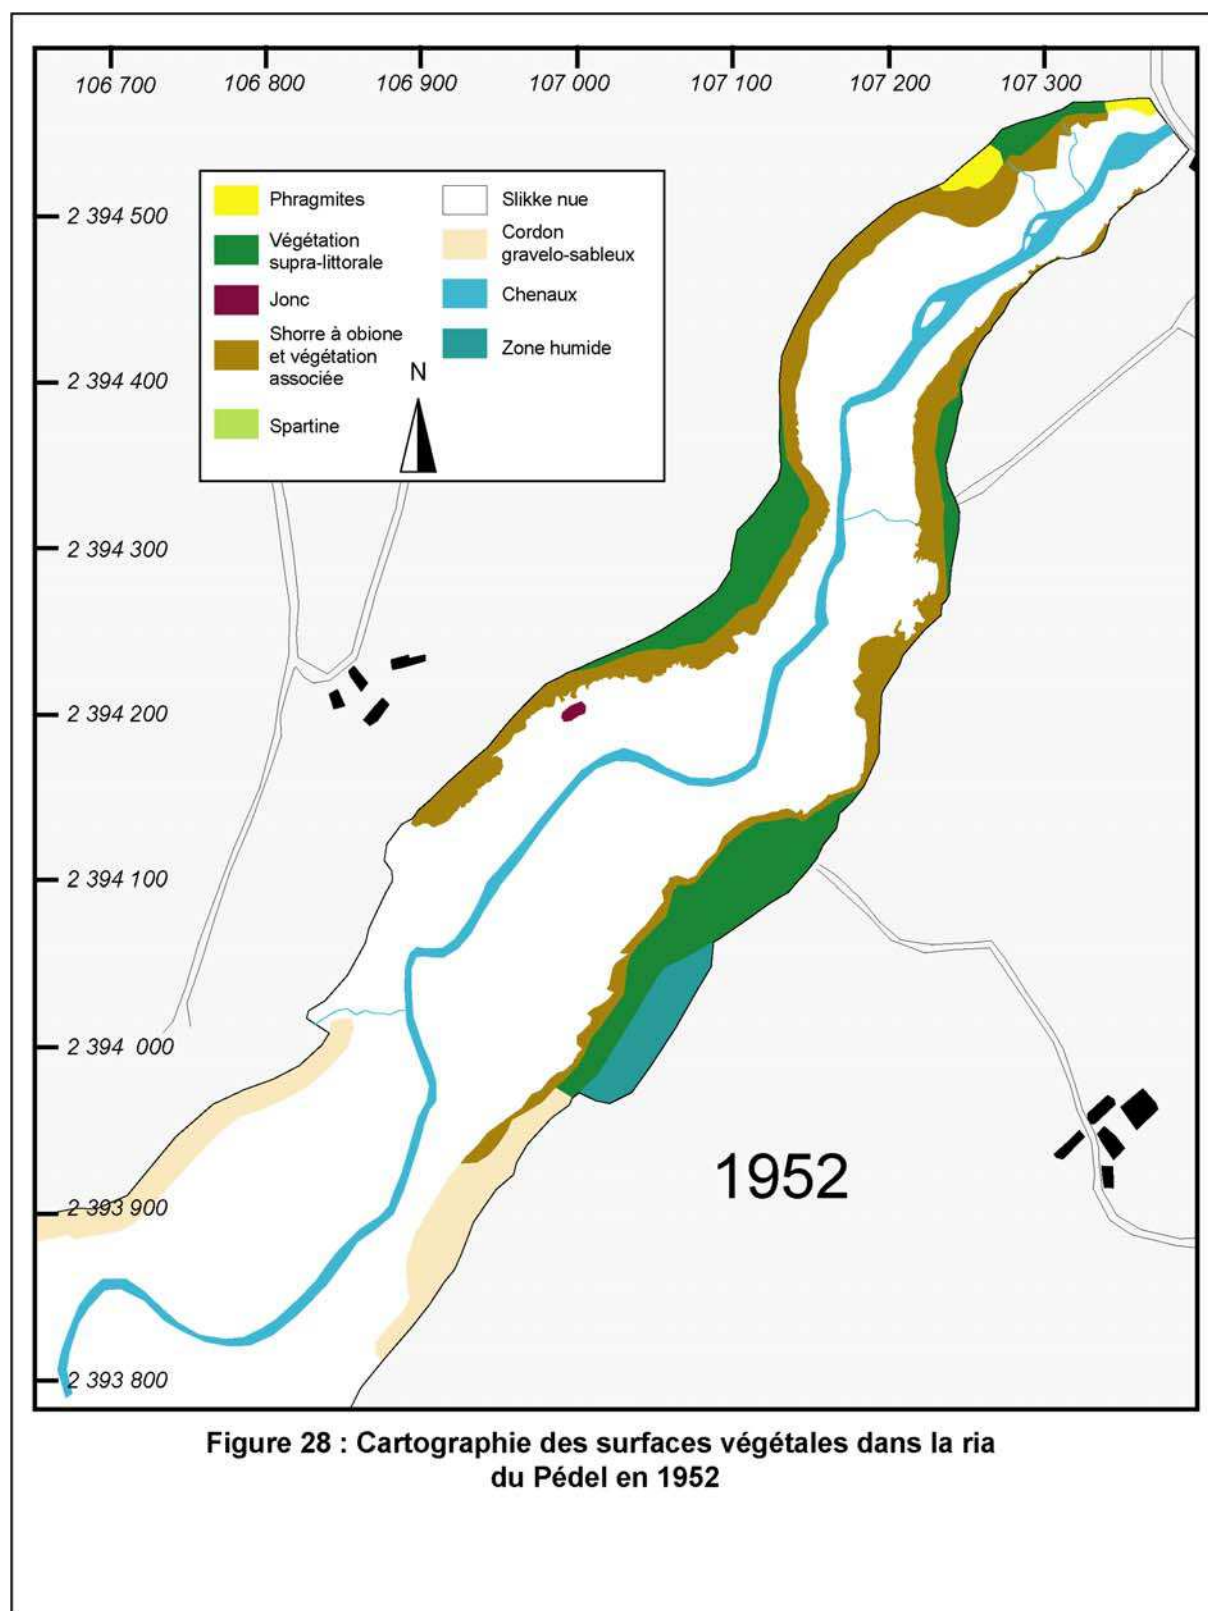 106 700 106 800 106 900 107 000 107 100 107 200 107 300
2 394 500
2 394 400
2 394 300
2 394 200
2 394 100
2 394 000
2 393 900
2 393 800
Phragmites
Végétation
supra-littorale
Jonc
Shorre à obione
et végétation
associée
Spartine
Slikke nue
Cordon
gravelo-sableux
Chenaux
Zone humide
N
1952
Figure 28 : Cartographie des surfaces végétales dans la ria
du Pédel en 1952